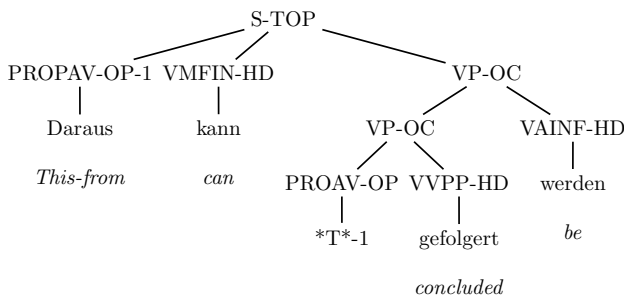 S-TOP
PROPAV-OP-1 VMFIN-HD VP-OC
Daraus kann VP-OC VAINF-HD
This-from can PROAV-OP VVPP-HD werden
*T*-1 gefolgert be
concluded